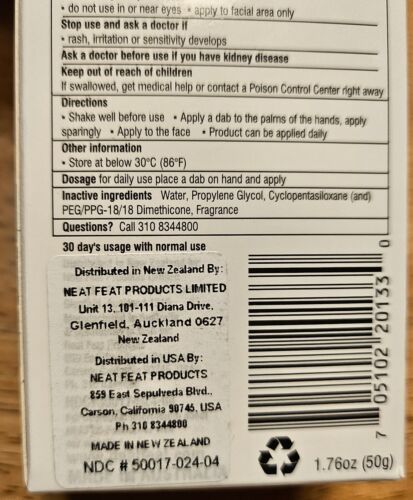 • do not use in or near eyes • apply to facial area only
Stop use and ask a doctor if
• rash, irritation or sensitivity develops
Ask a doctor before use if you have kidney disease
Keep out of reach of children
If swallowed, get medical help or contact a Poison Control Center right away
Directions
• Shake well before use • Apply a dab to the palms of the hands, apply
sparingly • Apply to the face • Product can be applied daily
Other information
• Store at below 30°C (86°F)
Dosage for daily use place a dab on hand and apply
Inactive ingredients Water, Propylene Glycol, Cyclopentasiloxane (and)
PEG/PPG-18/18 Dimethicone, Fragrance
Questions? Call 310 8344800
30 day's usage with normal use
Distributed in New Zealand By:
NEAT FEAT PRODUCTS LIMITED
Unit 13, 101-111 Diana Drive,
Glenfield, Auckland 0627
New Zealand
Distributed in USA By:
NEAT FEAT PRODUCTS
859 East Sepulveda Blvd.,
Carson, California 90745, USA
Ph 310 8344800
MADE IN NEW ZEALAND
NDC # 50017-024-04
7 05102 20133 0
1.76oz (50g)